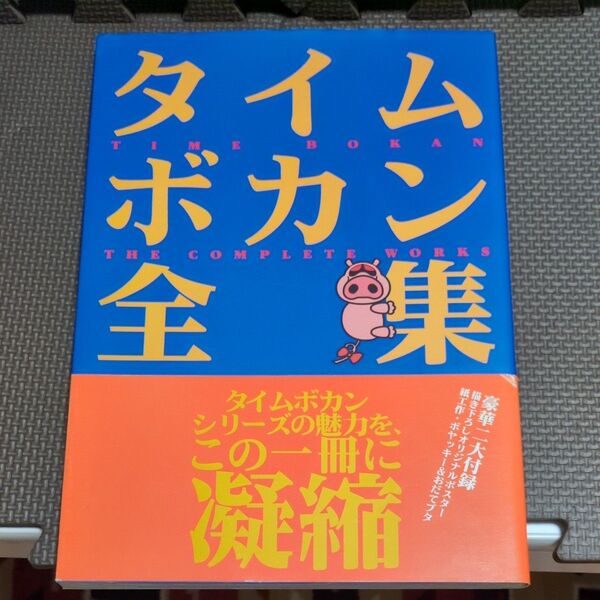 タイム
TIME BOKAN
ボカン
THE COMPLETE WORKS
全集
タイムボカン
シリーズの魅力を、
この一冊に
凝縮
豪華二大付録
描き下ろしオリジナルポスター
紙工作・ボヤッキー&おだてブタ